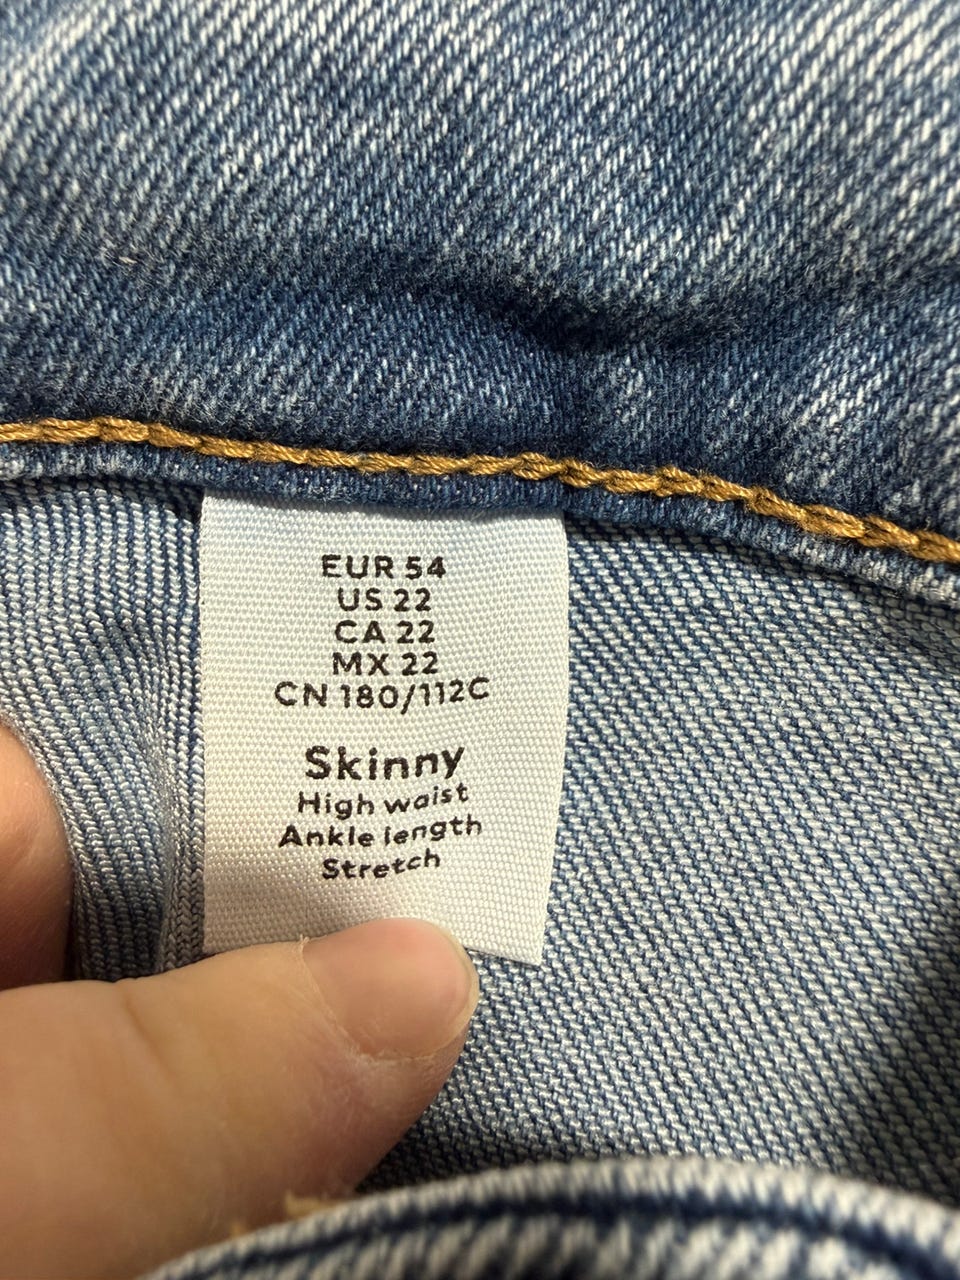 EUR 54
US 22
CA 22
MX 22
CN 180/112C
Skinny
High waist
Ankle length
Stretch